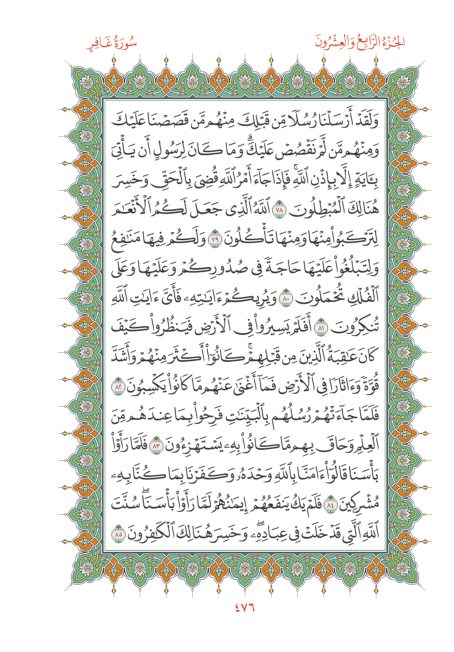 الجُزْءُ الرَّابِعُ وَالعِشْرُونَ
سُورَةُ غَافِرٍ
وَلَقَدْ أَرْسَلْنَا رُسُلًا مِّن قَبْلِكَ مِنْهُم مَّن قَصَصْنَا عَلَيْكَ
وَمِنْهُم مَّن لَّمْ نَقْصُصْ عَلَيْكَۗ وَمَا كَانَ لِرَسُولٍ أَن يَأْتِيَ
بِـَٔايَةٍ إِلَّا بِإِذْنِ ٱللَّهِۚ فَإِذَا جَآءَ أَمْرُ ٱللَّهِ قُضِيَ بِٱلْحَقِّ وَخَسِرَ
هُنَالِكَ ٱلْمُبْطِلُونَ ٧٨ ٱللَّهُ ٱلَّذِى جَعَلَ لَكُمُ ٱلْأَنْعَٰمَ
لِتَرْكَبُوا۟ مِنْهَا وَمِنْهَا تَأْكُلُونَ ٧٩ وَلَكُمْ فِيهَا مَنَٰفِعُ
وَلِتَبْلُغُوا۟ عَلَيْهَا حَاجَةً فِى صُدُورِكُمْ وَعَلَيْهَا وَعَلَى
ٱلْفُلْكِ تُحْمَلُونَ ٨٠ وَيُرِيكُمْ ءَايَٰتِهِۦ فَأَىَّ ءَايَٰتِ ٱللَّهِ
تُنكِرُونَ ٨١ أَفَلَمْ يَسِيرُوا۟ فِى ٱلْأَرْضِ فَيَنظُرُوا۟ كَيْفَ
كَانَ عَٰقِبَةُ ٱلَّذِينَ مِن قَبْلِهِمْۚ كَانُوٓا۟ أَكْثَرَ مِنْهُمْ وَأَشَدَّ
قُوَّةً وَءَاثَارًا فِى ٱلْأَرْضِ فَمَآ أَغْنَىٰ عَنْهُم مَّا كَانُوا۟ يَكْسِبُونَ ٨٢
فَلَمَّا جَآءَتْهُمْ رُسُلُهُم بِٱلْبَيِّنَٰتِ فَرِحُوا۟ بِمَا عِندَهُم مِّنَ
ٱلْعِلْمِ وَحَاقَ بِهِم مَّا كَانُوا۟ بِهِۦ يَسْتَهْزِءُونَ ٨٣ فَلَمَّا رَأَوْا۟
بَأْسَنَا قَالُوٓا۟ ءَامَنَّا بِٱللَّهِ وَحْدَهُۥ وَكَفَرْنَا بِمَا كُنَّا بِهِۦ
مُشْرِكِينَ ٨٤ فَلَمْ يَكُ يَنفَعُهُمْ إِيمَٰنُهُمْ لَمَّا رَأَوْا۟ بَأْسَنَاۖ سُنَّتَ
ٱللَّهِ ٱلَّتِى قَدْ خَلَتْ فِى عِبَادِهِۦۖ وَخَسِرَ هُنَالِكَ ٱلْكَٰفِرُونَ ٨٥
٤٧٦